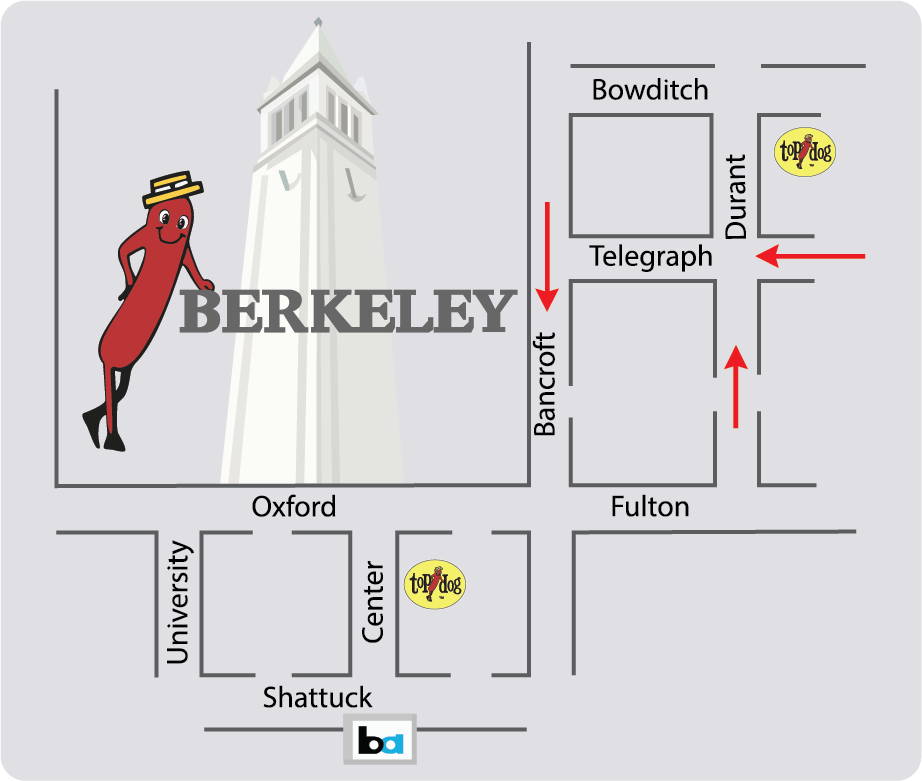 Bowditch
top dog
Durant
Telegraph
BERKELEY
Bancroft
Oxford
Fulton
University
Center
top dog
Shattuck
ba